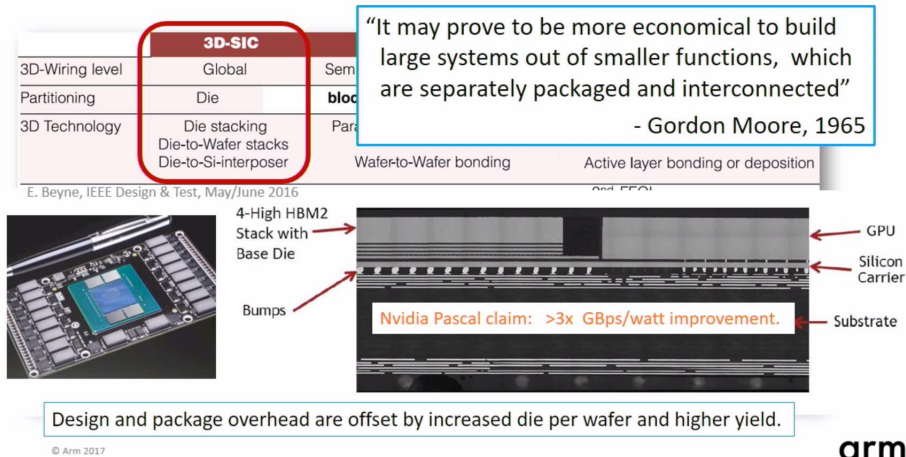 3D-SIC
3D-Wiring level Global
Partitioning Die
3D Technology Die stacking
Die-to-Wafer stacks
Die-to-Si-interposer Wafer-to-Wafer bonding Active layer bonding or deposition
“It may prove to be more economical to build
large systems out of smaller functions, which
are separately packaged and interconnected”
- Gordon Moore, 1965
E. Beyne, IEEE Design & Test, May/June 2016
4-High HBM2
Stack with
Base Die
Bumps
GPU
Silicon
Carrier
Substrate
Nvidia Pascal claim: >3x GBps/watt improvement.
Design and package overhead are offset by increased die per wafer and higher yield.
© Arm 2017
arm